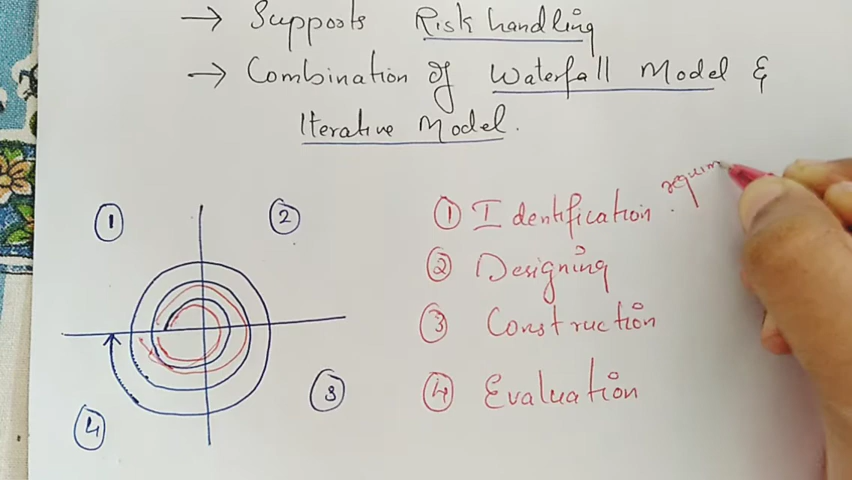 → Supports Risk handling
→ Combination of Waterfall Model &
Iterative Model.
① Identification . requirm
② Designing
③ Construction
④ Evaluation
① ②
④ ③